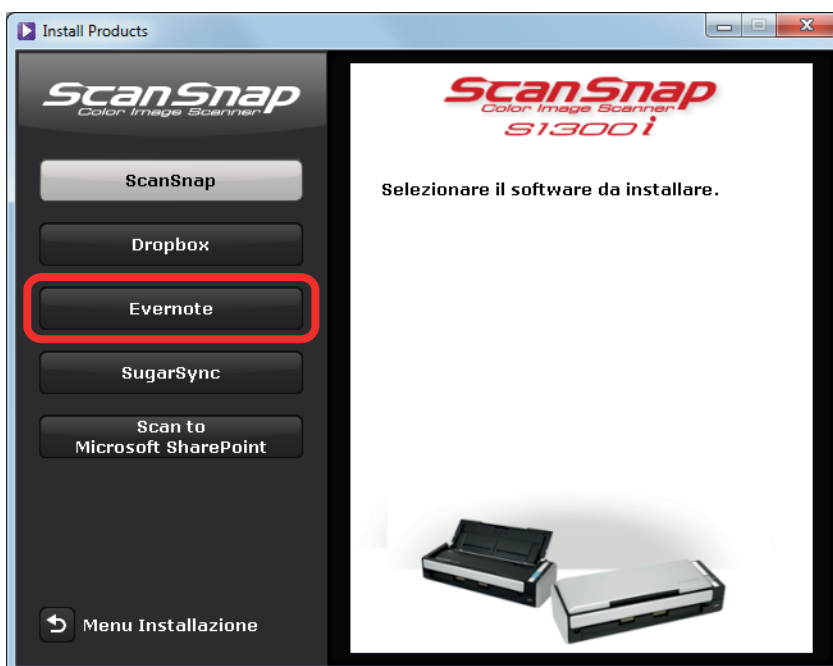 Install Products
ScanSnap
Color Image Scanner
ScanSnap
Dropbox
Evernote
SugarSync
Scan to
Microsoft SharePoint
Menu Installazione
ScanSnap
Color Image Scanner
S1300i
Selezionare il software da installare.